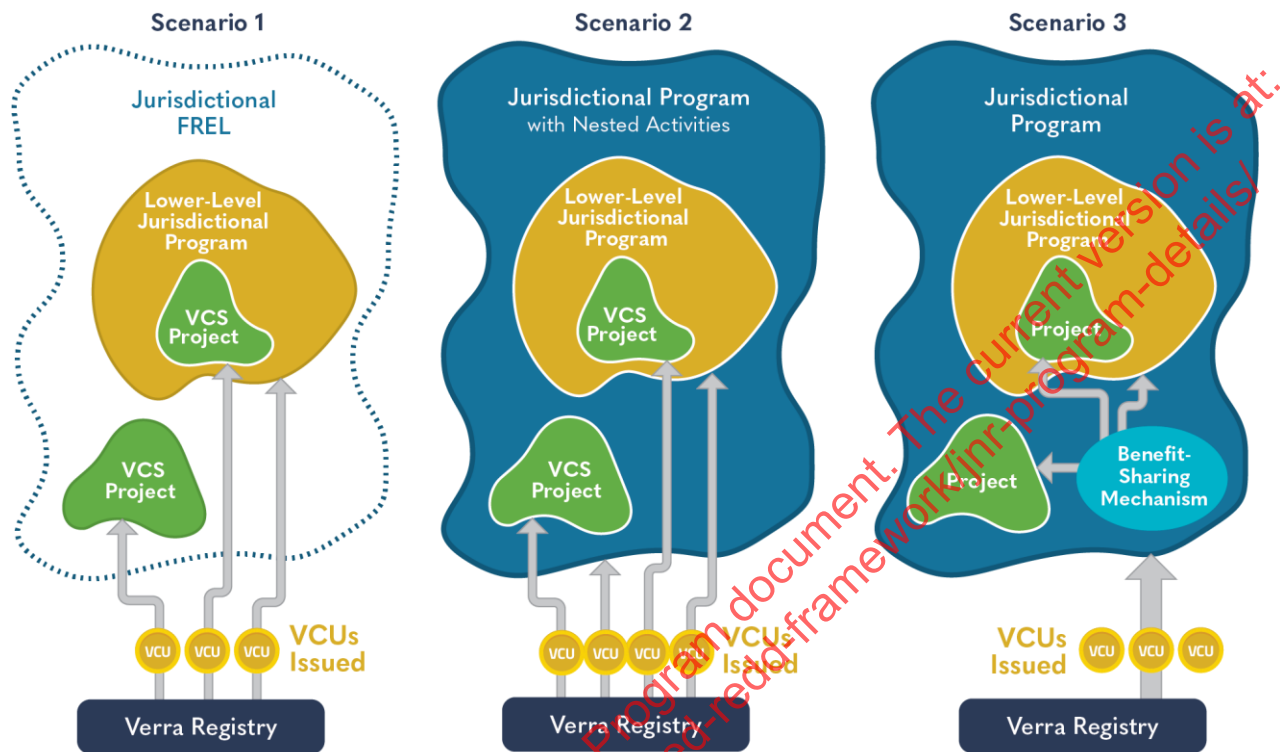 Scenario 1
Jurisdictional
FREL
Lower-Level
Jurisdictional
Program
VCS
Project
VCS
Project
VCU
VCU
VCU
VCUs
Issued
Verra Registry
Scenario 2
Jurisdictional Program
with Nested Activities
Lower-Level
Jurisdictional
Program
VCS
Project
VCS
Project
VCU
VCU
VCU
VCU
VCUs
Issued
Verra Registry
Scenario 3
Jurisdictional
Program
Lower-Level
Jurisdictional
Program
Project
Project
Benefit-
Sharing
Mechanism
VCUs
Issued
VCU
VCU
VCU
Verra Registry
Program document. The current version is at:
ed-redd-framework/jnr-program-details/